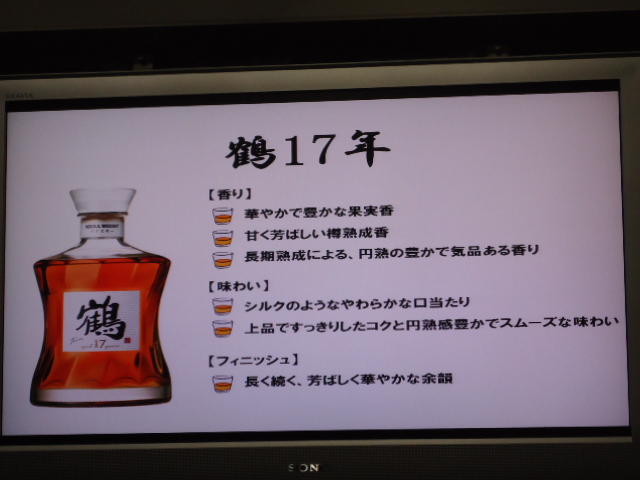 鶴17年
【香り】
華やかで豊かな果実香
甘く芳ばしい樽熟成香
長期熟成による、円熟の豊かで気品ある香り
【味わい】
シルクのようなやわらかな口当たり
上品ですっきりしたコクと円熟感豊かでスムーズな味わい
【フィニッシュ】
長く続く、芳ばしく華やかな余韻
鶴
17
SONY